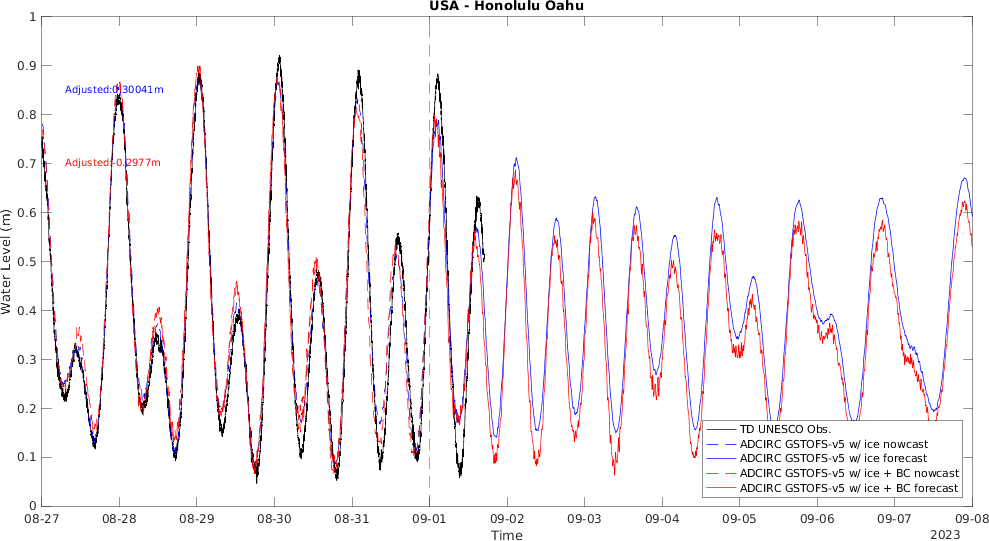 USA - Honolulu Oahu
Adjusted:0.30041m
Adjusted:-0.2977m
Water Level (m)
1
0.9
0.8
0.7
0.6
0.5
0.4
0.3
0.2
0.1
0
TD UNESCO Obs.
ADCIRC GSTOFS-v5 w/ ice nowcast
ADCIRC GSTOFS-v5 w/ ice forecast
ADCIRC GSTOFS-v5 w/ ice + BC nowcast
ADCIRC GSTOFS-v5 w/ ice + BC forecast
08-27 08-28 08-29 08-30 08-31 09-01 09-02 09-03 09-04 09-05 09-06 09-07 09-08
Time
2023